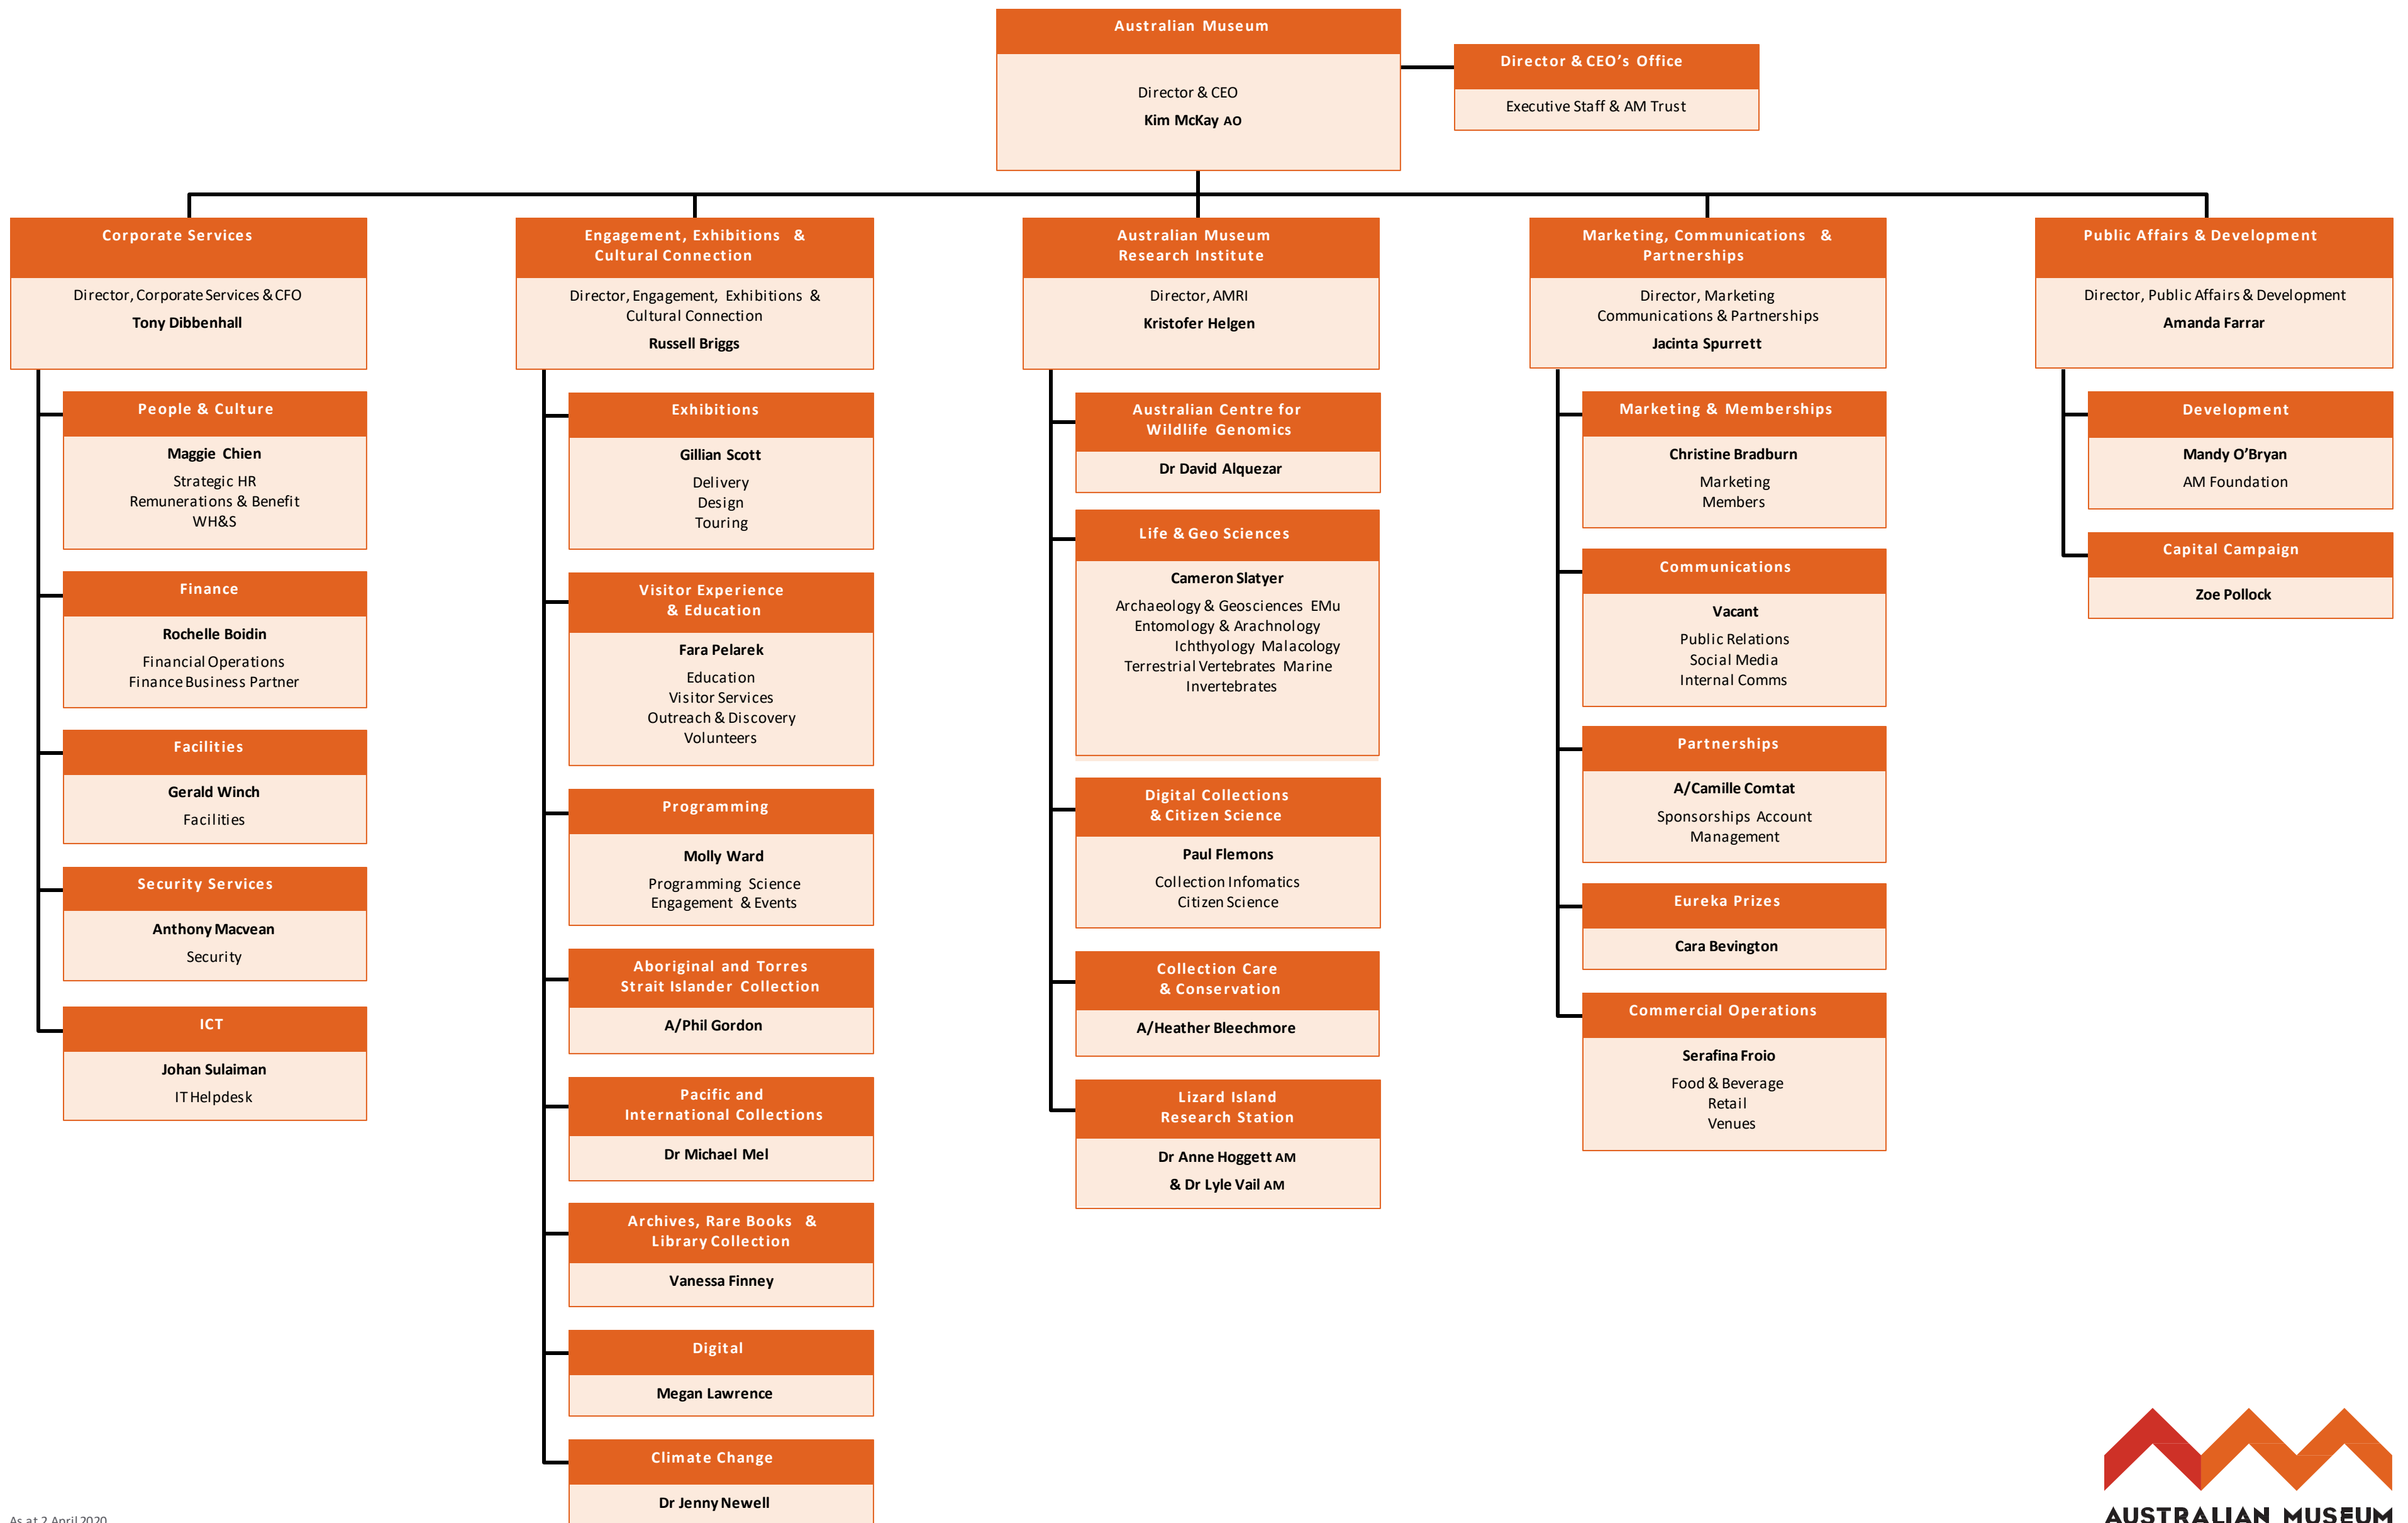 Australian Museum
Director & CEO
Kim McKay AO
Director & CEO's Office
Executive Staff & AM Trust
Corporate Services
Director, Corporate Services & CFO
Tony Dibbenhall
People & Culture
Maggie Chien
Strategic HR
Remunerations & Benefit
WH&S
Finance
Rochelle Boidin
Financial Operations
Finance Business Partner
Facilities
Gerald Winch
Facilities
Security Services
Anthony Macvean
Security
ICT
Johan Sulaiman
IT Helpdesk
Engagement, Exhibitions &
Cultural Connection
Director, Engagement, Exhibitions &
Cultural Connection
Russell Briggs
Exhibitions
Gillian Scott
Delivery
Design
Touring
Visitor Experience
& Education
Fara Pelarek
Education
Visitor Services
Outreach & Discovery
Volunteers
Programming
Molly Ward
Programming Science
Engagement & Events
Aboriginal and Torres
Strait Islander Collection
A/Phil Gordon
Pacific and
International Collections
Dr Michael Mel
Archives, Rare Books &
Library Collection
Vanessa Finney
Digital
Megan Lawrence
Climate Change
Dr Jenny Newell
Australian Museum
Research Institute
Director, AMRI
Kristofer Helgen
Australian Centre for
Wildlife Genomics
Dr David Alquezar
Life & Geo Sciences
Cameron Slatyer
Archaeology & Geosciences EMu
Entomology & Arachnology
Ichthyology Malacology
Terrestrial Vertebrates Marine
Invertebrates
Digital Collections
& Citizen Science
Paul Flemons
Collection Infomatics
Citizen Science
Collection Care
& Conservation
A/Heather Bleechmore
Lizard Island
Research Station
Dr Anne Hoggett AM
& Dr Lyle Vail AM
Marketing, Communications &
Partnerships
Director, Marketing
Communications & Partnerships
Jacinta Spurrett
Marketing & Memberships
Christine Bradburn
Marketing
Members
Communications
Vacant
Public Relations
Social Media
Internal Comms
Partnerships
A/Camille Comtat
Sponsorships Account
Management
Eureka Prizes
Cara Bevington
Commercial Operations
Serafina Froio
Food & Beverage
Retail
Venues
Public Affairs & Development
Director, Public Affairs & Development
Amanda Farrar
Development
Mandy O'Bryan
AM Foundation
Capital Campaign
Zoe Pollock
As at 2 April 2020
AUSTRALIAN MUSEUM